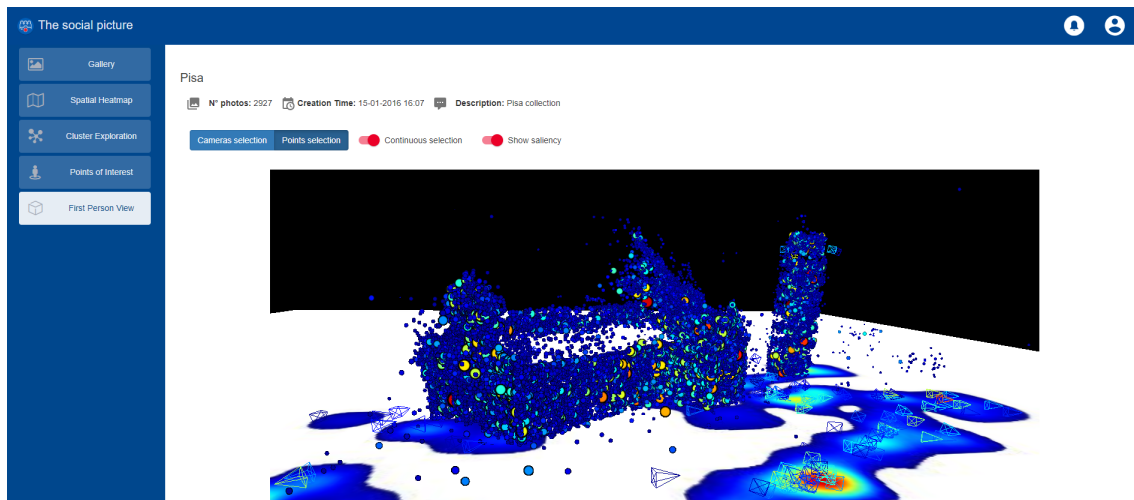 The social picture
Gallery
Spatial Heatmap
Cluster Exploration
Points of Interest
First Person View
Pisa
N° photos: 2927 Creation Time: 15-01-2016 16:07 Description: Pisa collection
Cameras selection Points selection Continuous selection Show saliency